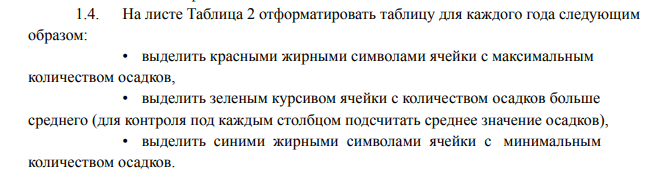 1.4. На листе Таблица 2 отформатировать таблицу для каждого года следующим
образом:
• выделить красными жирными символами ячейки с максимальным
количеством осадков,
• выделить зеленым курсивом ячейки с количеством осадков больше
среднего (для контроля под каждым столбцом подсчитать среднее значение осадков),
• выделить синими жирными символами ячейки с минимальным
количеством осадков.